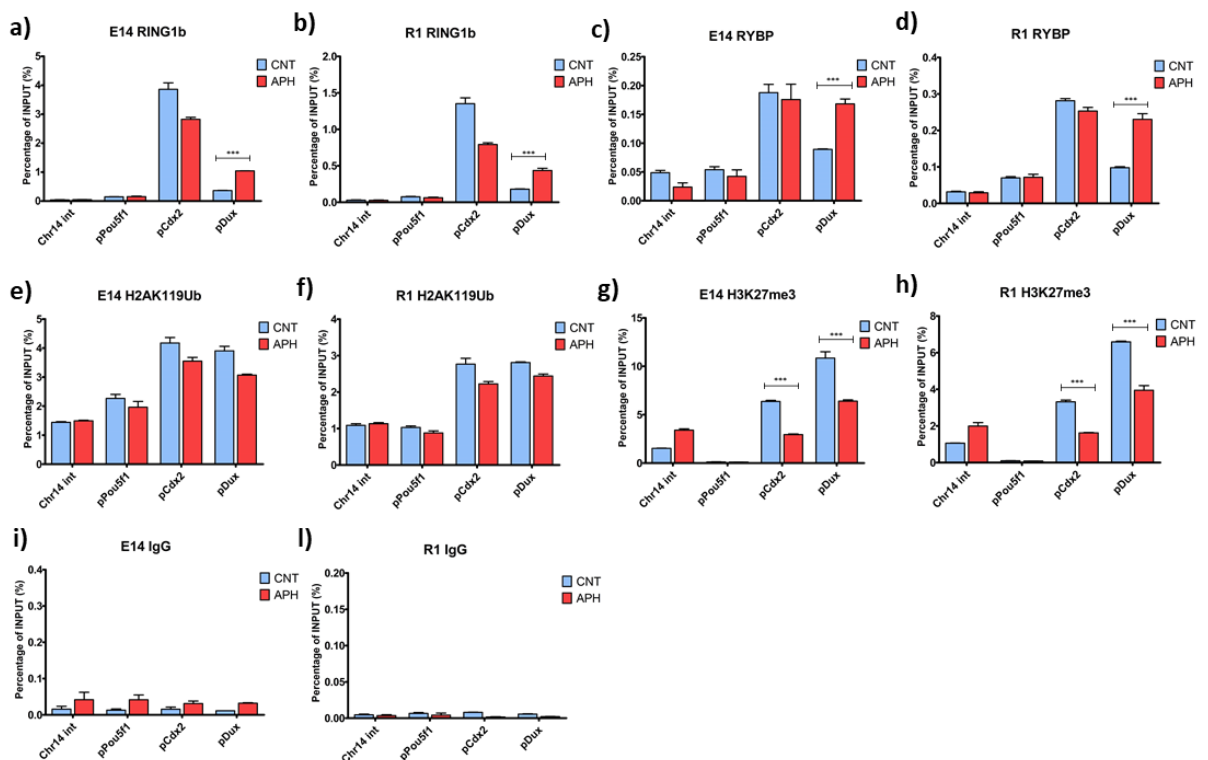 a)
E14 RING1b
Percentage of INPUT (%)
5
4
3
2
1
0
***
CNT
APH
Chr14 int
pPou5f1
pCdx2
pDux
b)
R1 RING1b
Percentage of INPUT (%)
2.0
1.5
1.0
0.5
0.0
***
CNT
APH
Chr14 int
pPou5f1
pCdx2
pDux
c)
E14 RYBP
Percentage of INPUT (%)
0.25
0.20
0.15
0.10
0.05
0.00
***
CNT
APH
Chr14 int
pPou5f1
pCdx2
pDux
d)
R1 RYBP
Percentage of INPUT (%)
0.4
0.3
0.2
0.1
0.0
***
CNT
APH
Chr14 int
pPou5f1
pCdx2
pDux
e)
E14 H2AK119Ub
Percentage of INPUT (%)
5
4
3
2
1
0
CNT
APH
Chr14 int
pPou5f1
pCdx2
pDux
f)
R1 H2AK119Ub
Percentage of INPUT (%)
4
3
2
1
0
CNT
APH
Chr14 int
pPou5f1
pCdx2
pDux
g)
E14 H3K27me3
Percentage of INPUT (%)
15
10
5
0
***
***
CNT
APH
Chr14 int
pPou5f1
pCdx2
pDux
h)
R1 H3K27me3
Percentage of INPUT (%)
8
6
4
2
0
***
***
CNT
APH
Chr14 int
pPou5f1
pCdx2
pDux
i)
E14 IgG
Percentage of INPUT (%)
0.4
0.3
0.2
0.1
0.0
CNT
APH
Chr14 int
pPou5f1
pCdx2
pDux
l)
R1 IgG
Percentage of INPUT (%)
0.20
0.15
0.10
0.05
0.00
CNT
APH
Chr14 int
pPou5f1
pCdx2
pDux